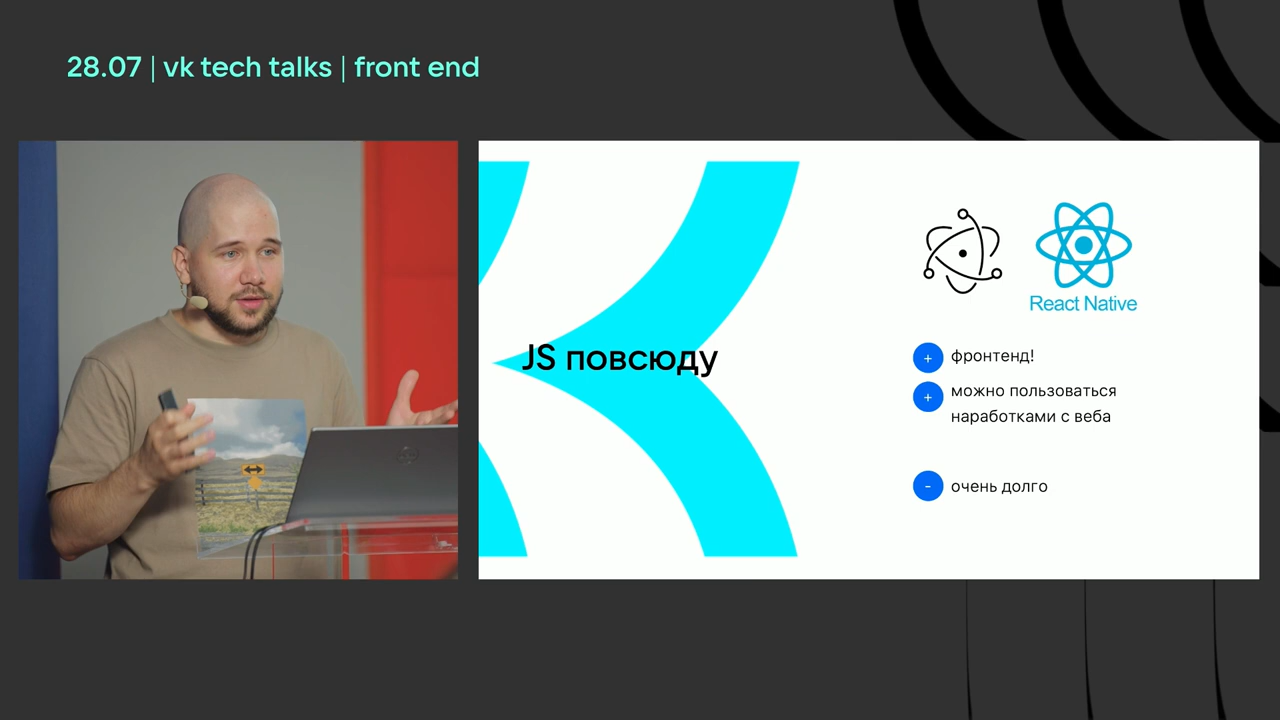 28.07 | vk tech talks | front end
JS повсюду
React Native
+ фронтенд!
+ можно пользоваться
наработками с веба
- очень долго